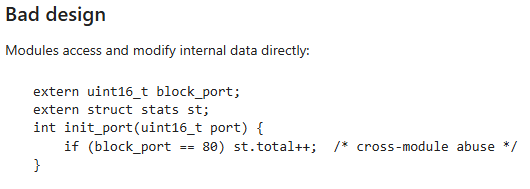 Bad design
Modules access and modify internal data directly:
extern uint16_t block_port;
extern struct stats st;
int init_port(uint16_t port) {
    if (block_port == 80) st.total++;  /* cross-module abuse */
}